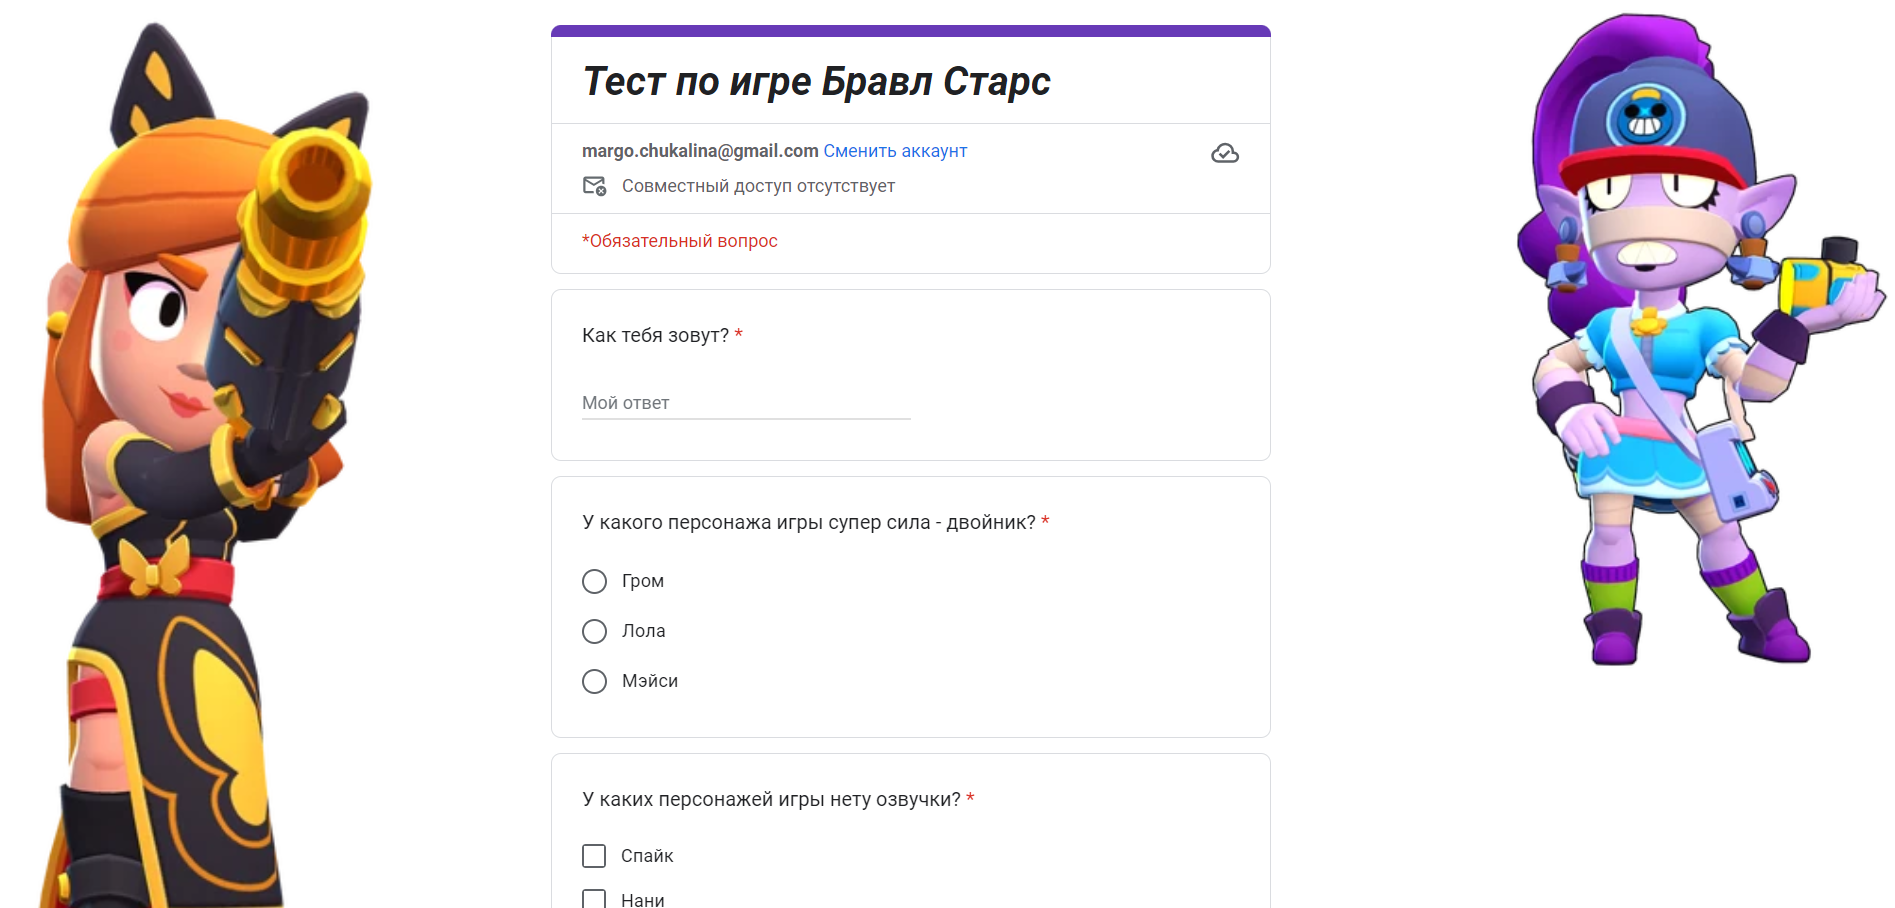 Тест по игре Бравл Старс
margo.chukalina@gmail.com Сменить аккаунт
Совместный доступ отсутствует
*Обязательный вопрос
Как тебя зовут? *
Мой ответ
У какого персонажа игры супер сила - двойник? *
Гром
Лола
Мэйси
У каких персонажей игры нету озвучки? *
Спайк
Нани